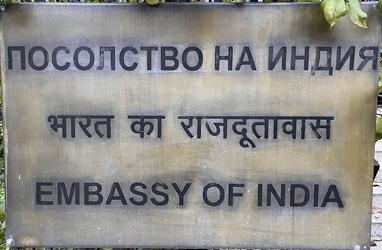 ПОСОЛСТВО НА ИНДИЯ
भारत का राजदूतावास
EMBASSY OF INDIA